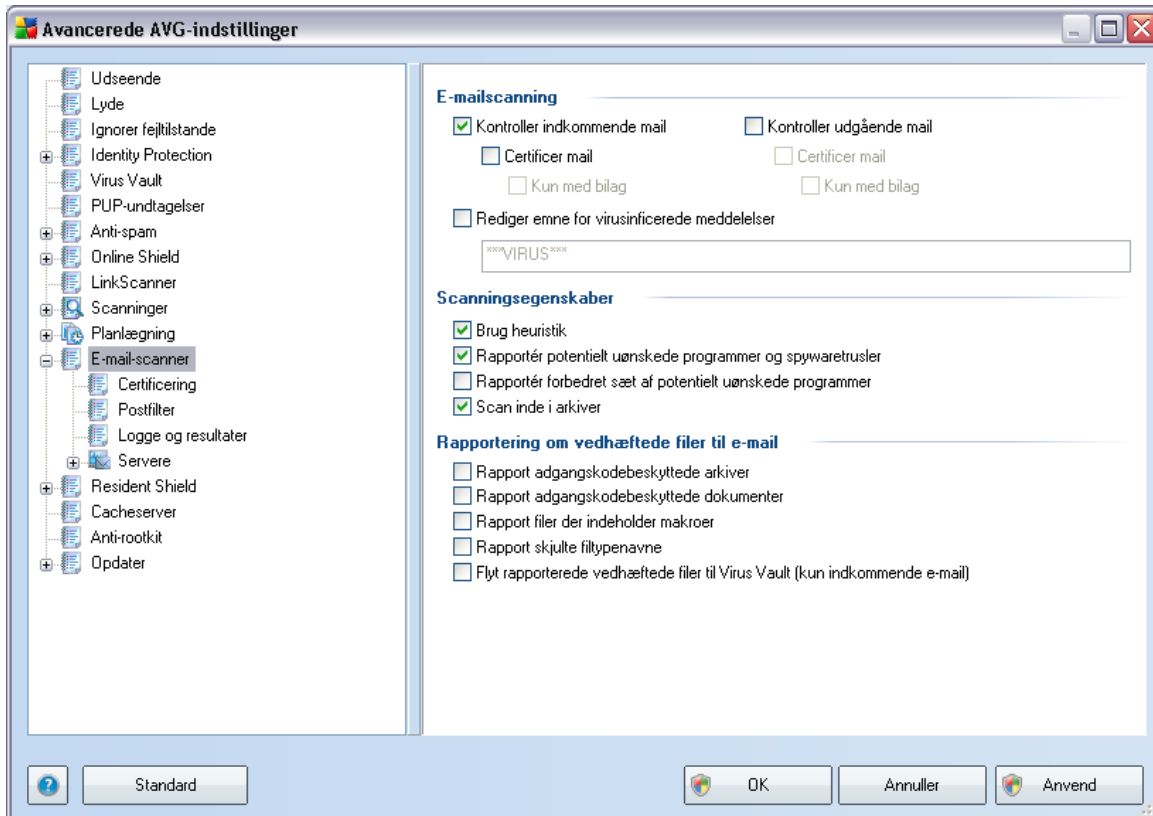 Avancerede AVG-indstillinger
Udseende
Lyde
Ignorer fejltilstande
Identity Protection
Virus Vault
PUP-undtagelser
Anti-spam
Online Shield
LinkScanner
Scanninger
Planlægning
E-mail-scanner
Certificering
Postfilter
Logge og resultater
Servere
Resident Shield
Cacheserver
Anti-rootkit
Opdater
E-mailscanning
Kontroller indkommende mail
Kontroller udgående mail
Certificer mail
Certificer mail
Kun med bilag
Kun med bilag
Rediger emne for virusinficerede meddelelser
***VIRUS***
Scanningsegenskaber
Brug heuristik
Rapportér potentielt uønskede programmer og spywaretrusler
Rapportér forbedret sæt af potentielt uønskede programmer
Scan inde i arkiver
Rapportering om vedhæftede filer til e-mail
Rapport adgangskodebeskyttede arkiver
Rapport adgangskodebeskyttede dokumenter
Rapport filer der indeholder makroer
Rapport skjulte filtypenavne
Flyt rapporterede vedhæftede filer til Virus Vault (kun indkommende e-mail)
?
Standard
OK
Annuller
Anvend